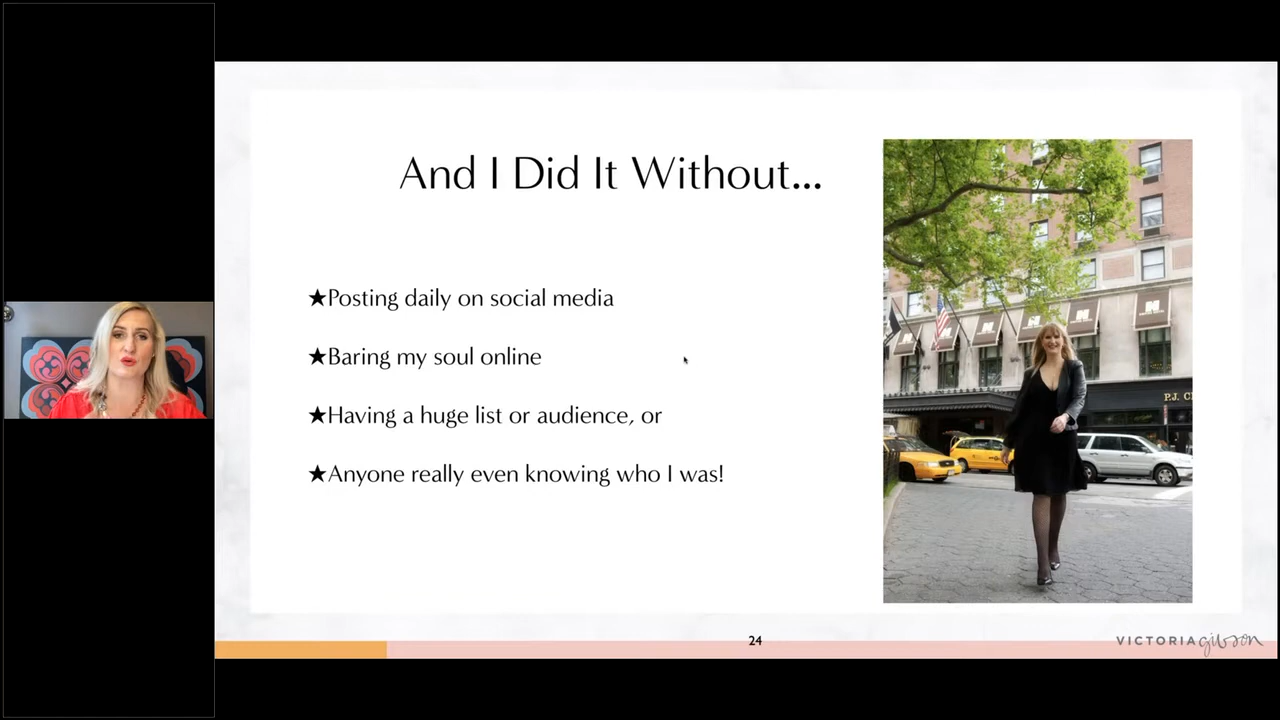 And I Did It Without...
★Posting daily on social media
★Baring my soul online
★Having a huge list or audience, or
★Anyone really even knowing who I was!
P.J. C
24
VICTORIA gibson